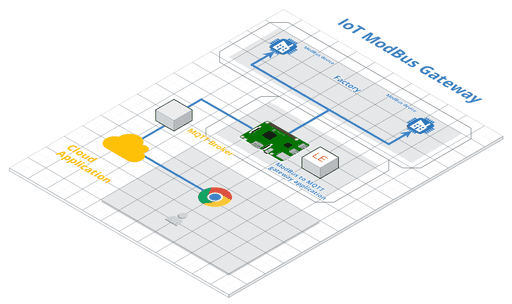 IoT ModBus Gateway
ModBus device
Factory
ModBus device
MQTT Broker
Cloud
Application
LE
ModBus to MQTT
gateway application